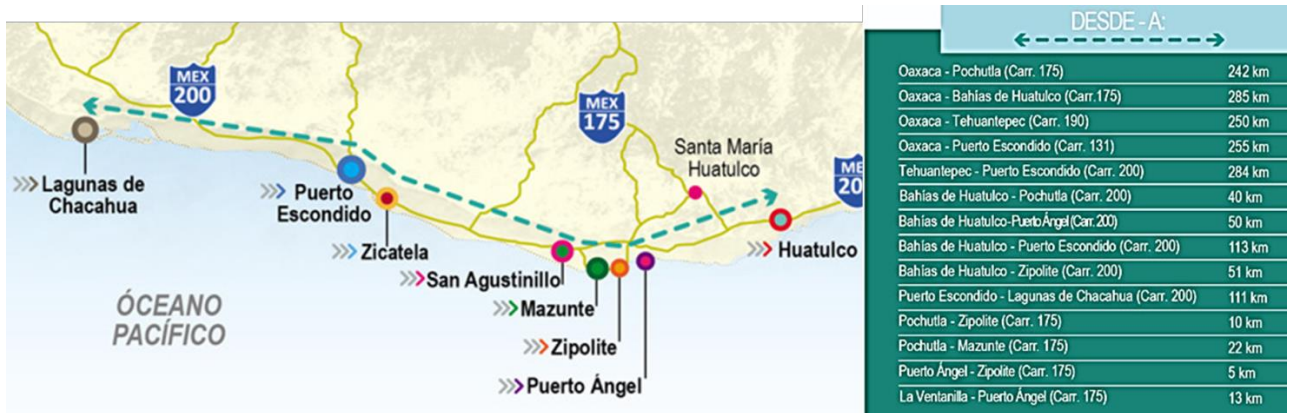 MEX
200
MEX
175
Santa María
Huatulco
ME
20
Lagunas de
Chacahua
Puerto
Escondido
Zicatela
Huatulco
San Agustinillo
Mazunte
ÓCEANO
PACÍFICO
Zipolite
Puerto Ángel
DESDE - A:
Oaxaca - Pochutla (Carr. 175) 242 km
Oaxaca - Bahías de Huatulco (Carr.175) 285 km
Oaxaca - Tehuantepec (Carr. 190) 250 km
Oaxaca - Puerto Escondido (Carr. 131) 255 km
Tehuantepec - Puerto Escondido (Carr. 200) 284 km
Bahías de Huatulco - Pochutla (Carr. 200) 40 km
Bahías de Huatulco-Puerto Ángel (Carr. 200) 50 km
Bahías de Huatulco - Puerto Escondido (Carr. 200) 113 km
Bahías de Huatulco - Zipolite (Carr. 200) 51 km
Puerto Escondido - Lagunas de Chacahua (Carr. 200) 111 km
Pochutla - Zipolite (Carr. 175) 10 km
Pochutla - Mazunte (Carr. 175) 22 km
Puerto Ángel - Zipolite (Carr. 175) 5 km
La Ventanilla - Puerto Ángel (Carr. 175) 13 km